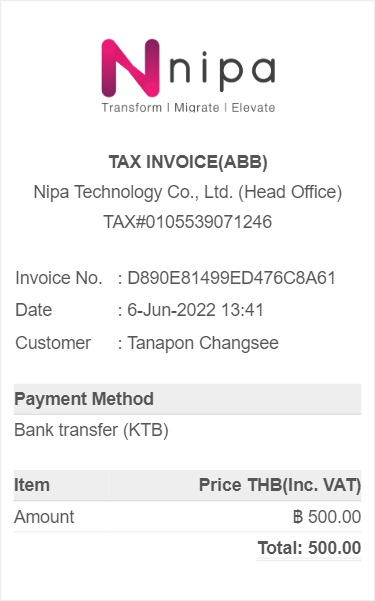 nipa
Transform | Migrate | Elevate
TAX INVOICE(ABB)
Nipa Technology Co., Ltd. (Head Office)
TAX#0105539071246
Invoice No. : D890E81499ED476C8A61
Date : 6-Jun-2022 13:41
Customer : Tanapon Changsee
Payment Method
Bank transfer (KTB)
Item Price THB(Inc. VAT)
Amount ฿ 500.00
Total: 500.00